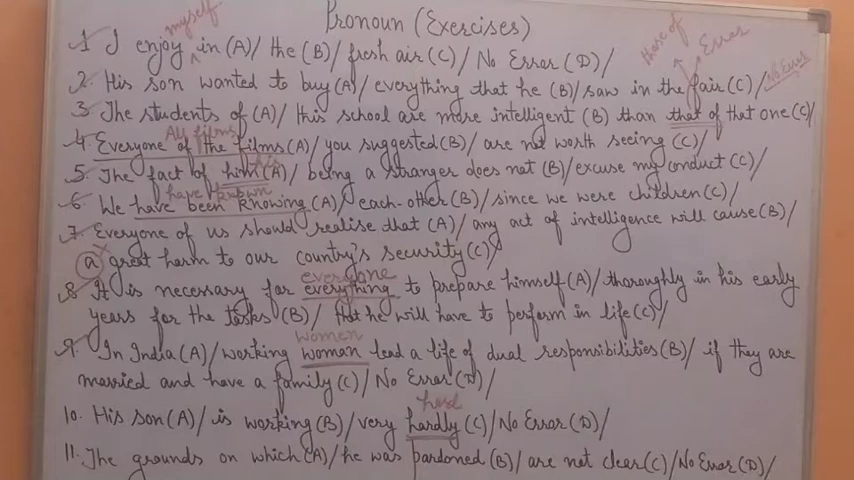 Pronoun (Exercises)
myself
those of Error
1. I enjoy ^ in (A)/ the (B)/ fresh air (C)/ No Error (D)/
2. His son wanted to buy (A)/ everything that he (B)/ saw in the fair (C)/ No Error
3. The students of (A)/ this school are more intelligent (B) than that of that one (C)/
All films
4. Everyone of the films (A)/ you suggested (B)/ are not worth seeing (C)/
his
5. The fact of him (A)/ being a stranger does not (B)/ excuse my conduct (C)/
have known
6. We have been knowing (A)/ each-other (B)/ since we were children (C)/
7. Everyone of us should realise that (A)/ any act of intelligence will cause (B)/
a great harm to our country's security (C)/
everyone
8. It is necessary for everything to prepare himself (A)/ thoroughly in his early
years for the tasks (B)/ that he will have to perform in life (C)/
women
9. In India (A)/ working woman lead a life of dual responsibilities (B)/ if they are
married and have a family (C)/ No Error (D)/
hard
10. His son (A)/ is working (B)/ very hardly (C)/ No Error (D)/
11. The grounds on which (A)/ he was pardoned (B)/ are not clear (C)/ No Error (D)/